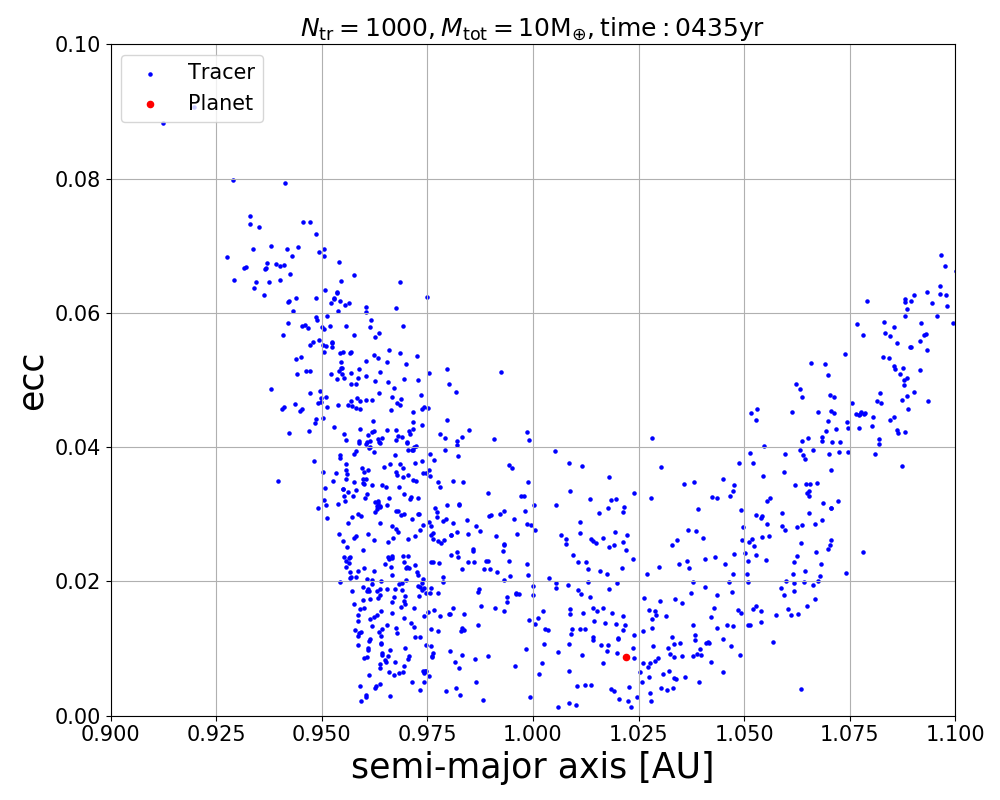 N_tr = 1000, M_tot = 10M_⊕, time : 0435yr
Tracer
Planet
ecc
0.10
0.08
0.06
0.04
0.02
0.00
0.900 0.925 0.950 0.975 1.000 1.025 1.050 1.075 1.100
semi-major axis [AU]